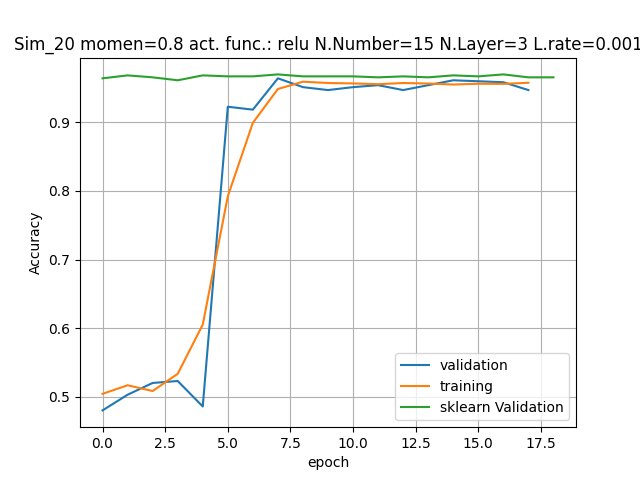 Sim_20 momen=0.8 act. func.: relu N.Number=15 N.Layer=3 L.rate=0.001
Accuracy
0.9
0.8
0.7
0.6
0.5
validation
training
sklearn Validation
0.0 2.5 5.0 7.5 10.0 12.5 15.0 17.5
epoch